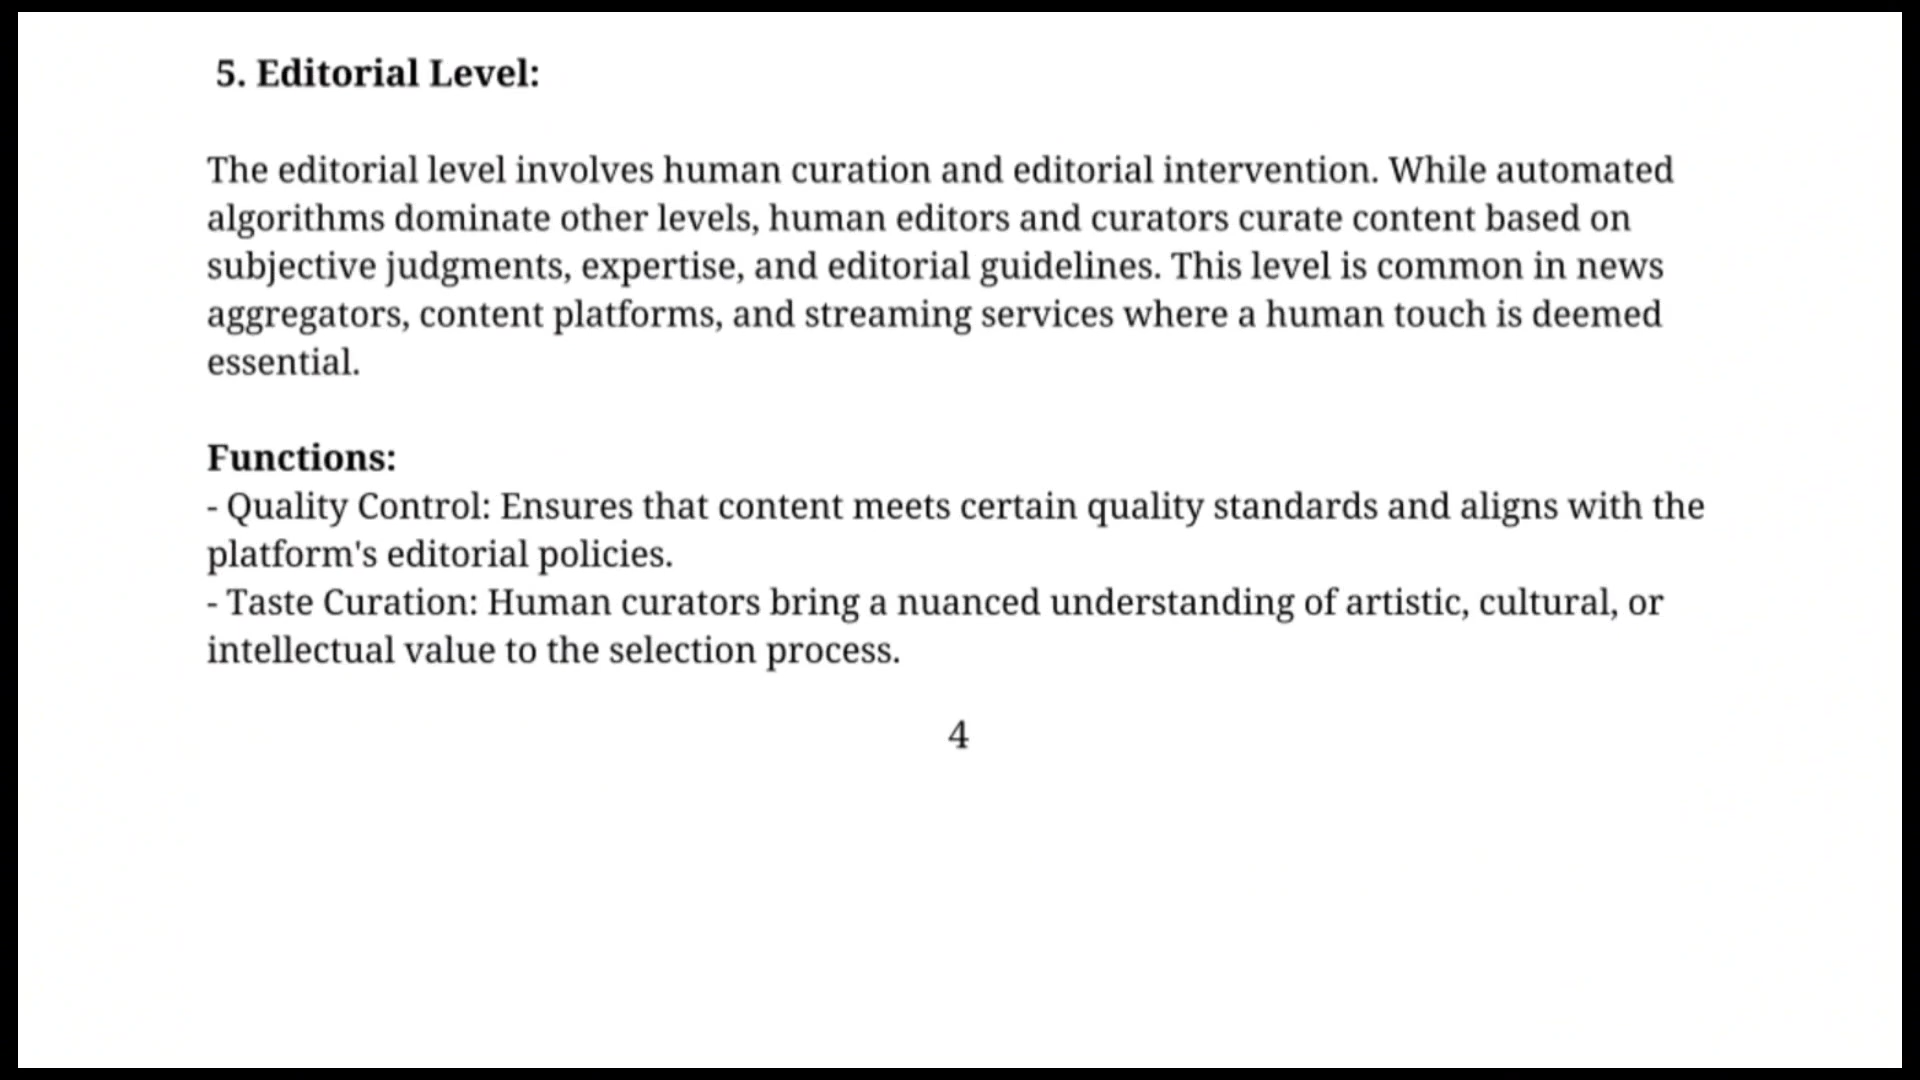 5. Editorial Level:
The editorial level involves human curation and editorial intervention. While automated
algorithms dominate other levels, human editors and curators curate content based on
subjective judgments, expertise, and editorial guidelines. This level is common in news
aggregators, content platforms, and streaming services where a human touch is deemed
essential.
Functions:
- Quality Control: Ensures that content meets certain quality standards and aligns with the
platform's editorial policies.
- Taste Curation: Human curators bring a nuanced understanding of artistic, cultural, or
intellectual value to the selection process.
4